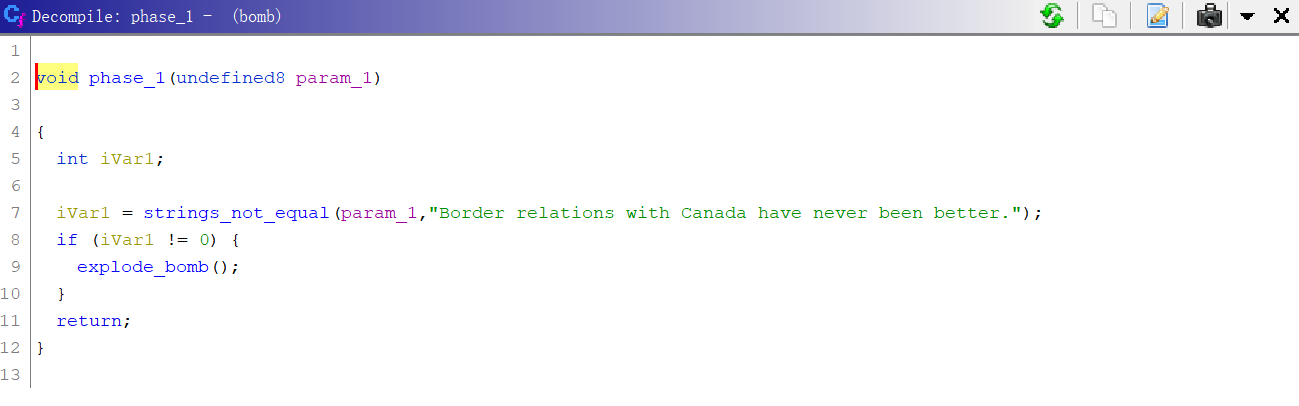 Decompile: phase_1 - (bomb)
1
2 void phase_1(undefined8 param_1)
3
4 {
5 int iVar1;
6
7 iVar1 = strings_not_equal(param_1,"Border relations with Canada have never been better.");
8 if (iVar1 != 0) {
9 explode_bomb();
10 }
11 return;
12 }
13